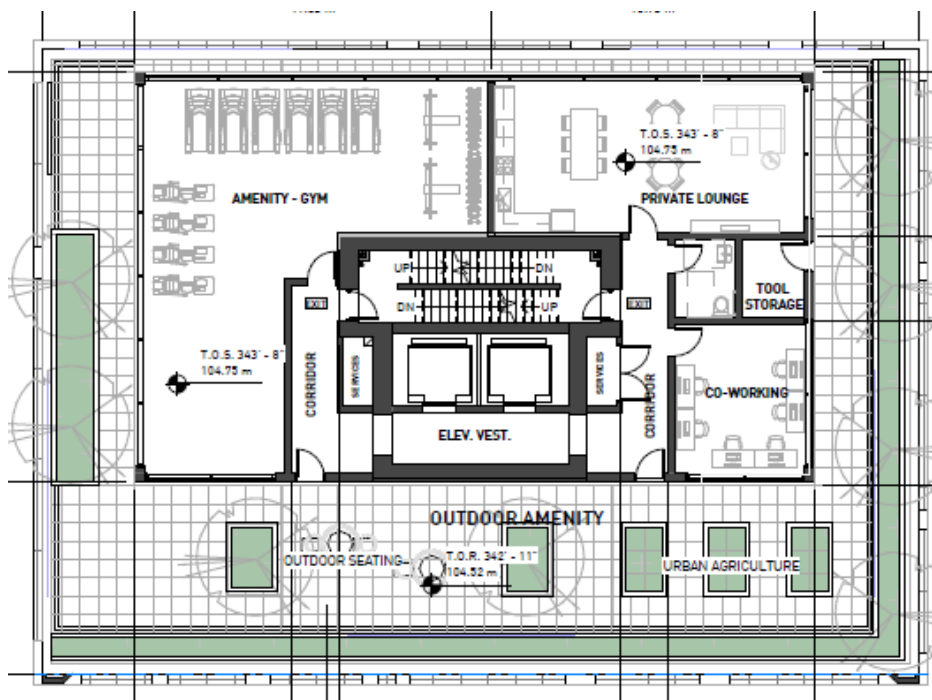 T.O.S. 343' - 8"
104.75 m
AMENITY - GYM
PRIVATE LOUNGE
UP
DN
DN
UP
EXIT
EXIT
TOOL
STORAGE
T.O.S. 343' - 8"
104.75 m
CORRIDOR
SERVICES
SERVICES
CORRIDOR
CO-WORKING
ELEV. VEST.
OUTDOOR AMENITY
OUTDOOR SEATING
T.O.R. 342' - 11"
104.52 m
URBAN AGRICULTURE